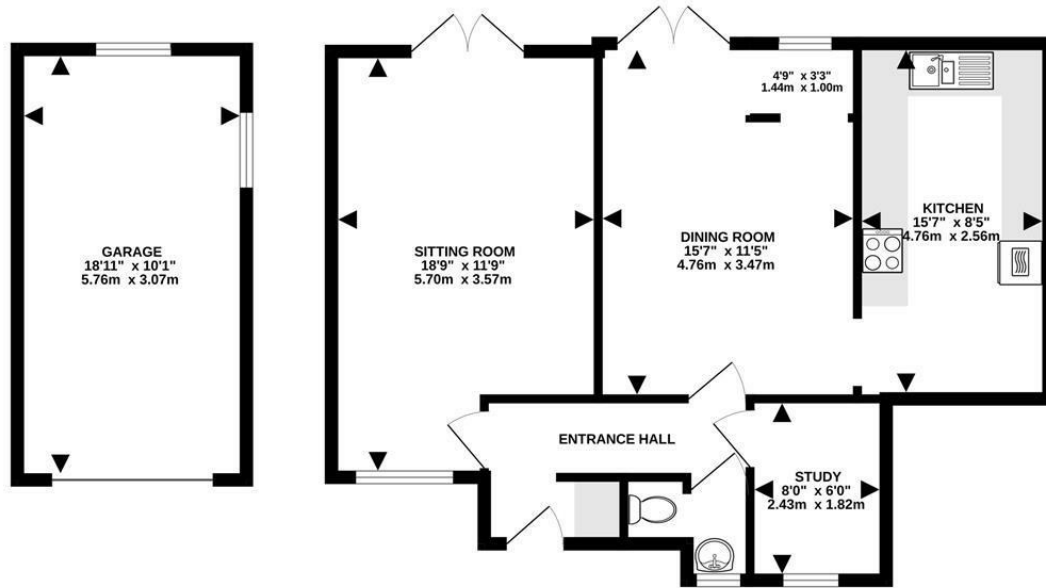 GARAGE
18'11" x 10'1"
5.76m x 3.07m
SITTING ROOM
18'9" x 11'9"
5.70m x 3.57m
4'9" x 3'3"
1.44m x 1.00m
DINING ROOM
15'7" x 11'5"
4.76m x 3.47m
KITCHEN
15'7" x 8'5"
4.76m x 2.56m
ENTRANCE HALL
STUDY
8'0" x 6'0"
2.43m x 1.82m